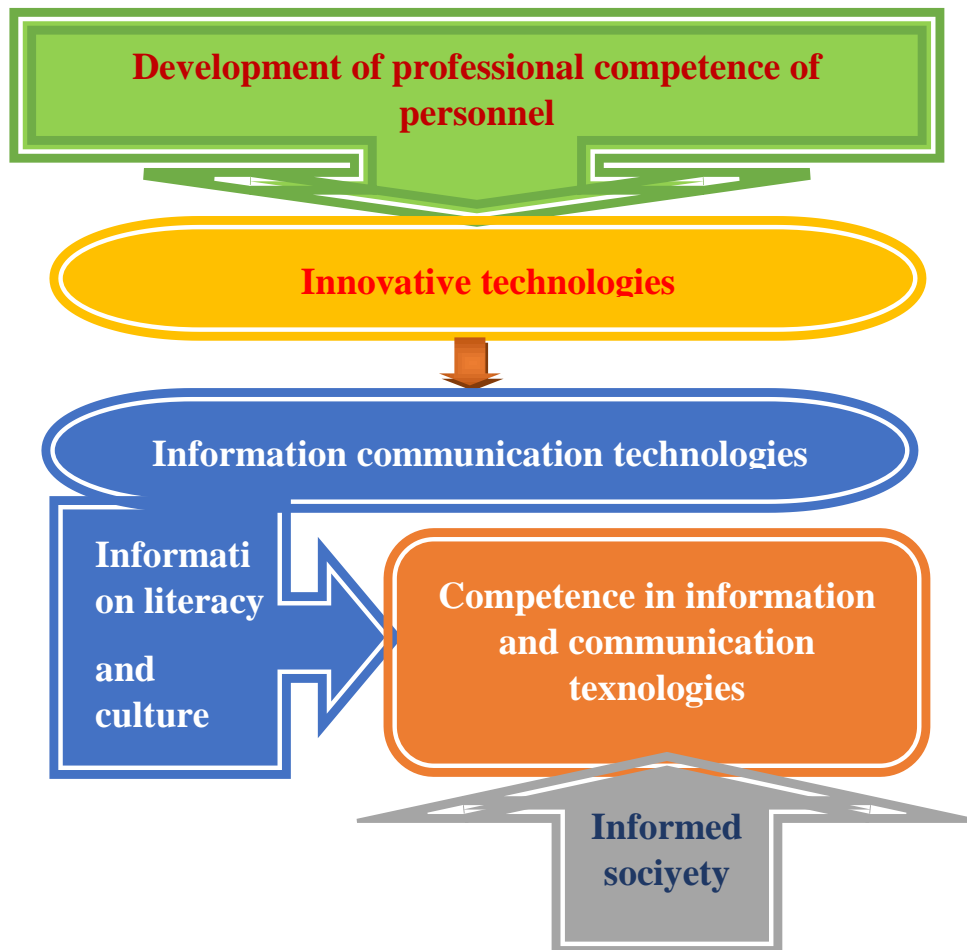 Development of professional competence of
personnel
Innovative technologies
Information communication technologies
Informati
on literacy
and
culture
Competence in information
and communication
texnologies
Informed
sociyety